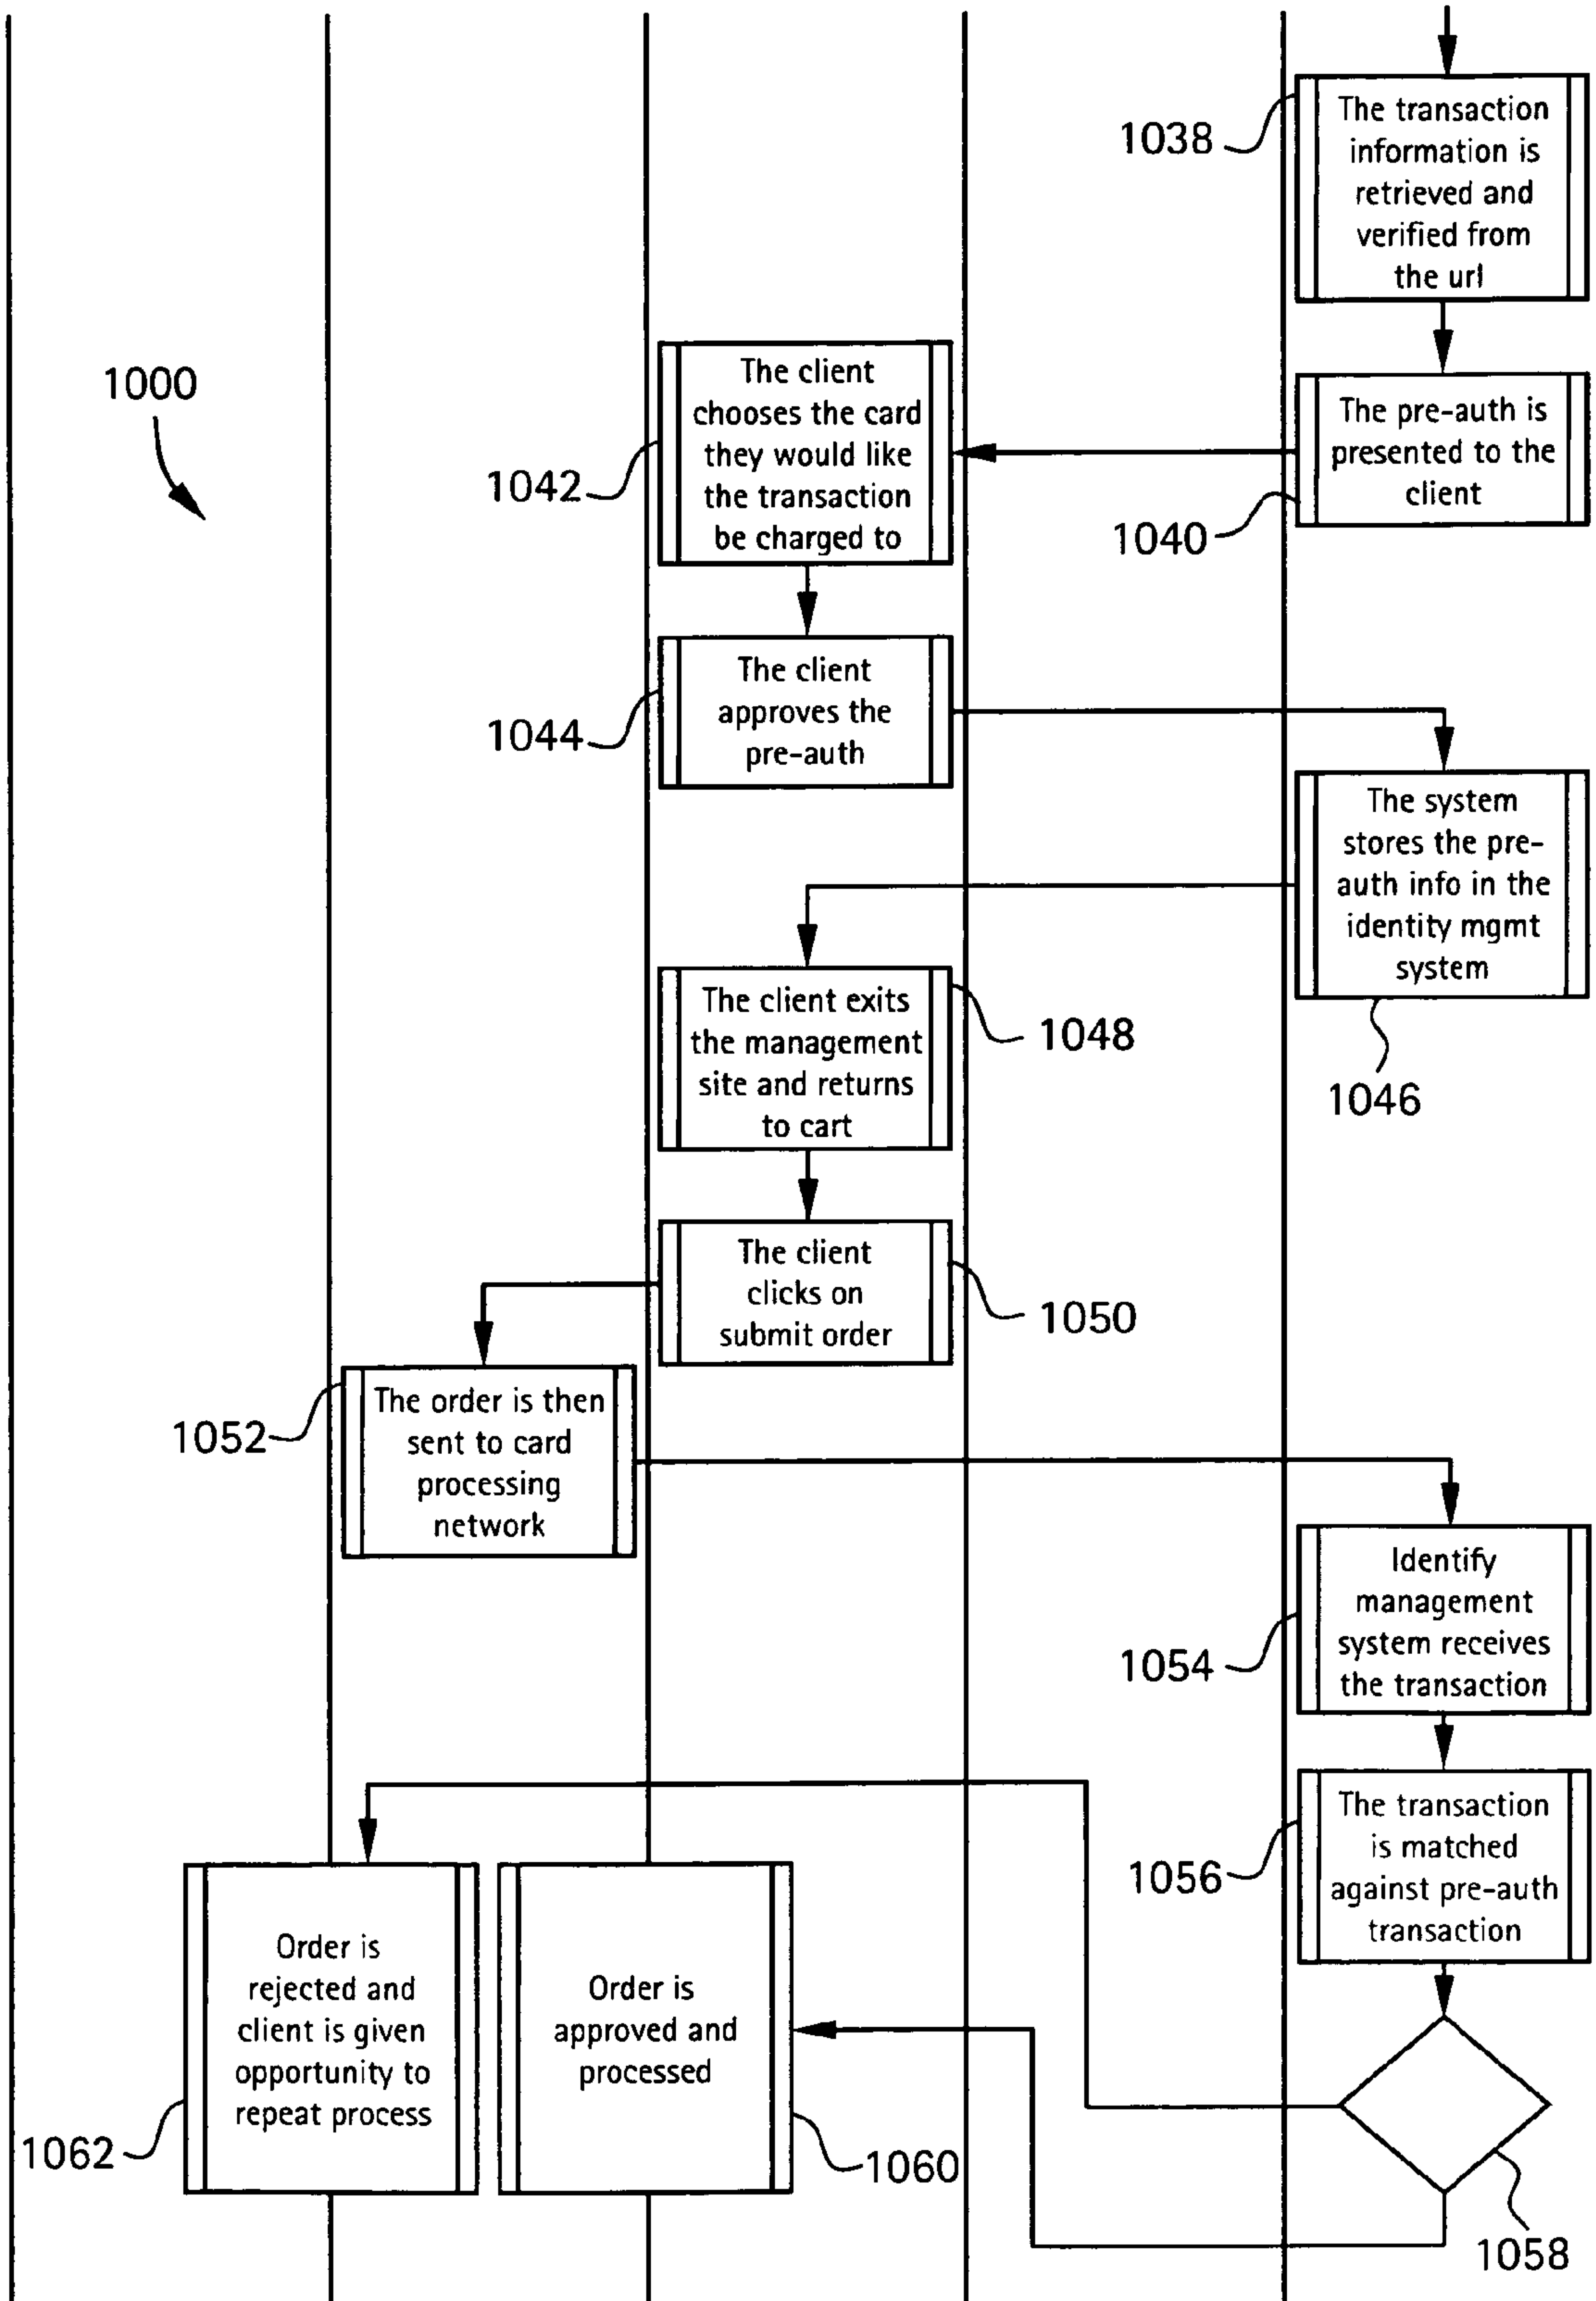 1038
The transaction
information is
retrieved and
verified from
the url
1000
The client
chooses the card
they would like
the transaction
be charged to
1042
The pre-auth is
presented to the
client
1040
The client
approves the
pre-auth
1044
The system
stores the pre-
auth info in the
identity mgmt
system
1046
The client exits
the management
site and returns
to cart
1048
The client
clicks on
submit order
1050
The order is then
sent to card
processing
network
1052
Identify
management
system receives
the transaction
1054
The transaction
is matched
against pre-auth
transaction
1056
Order is
rejected and
client is given
opportunity to
repeat process
1062
Order is
approved and
processed
1060
1058